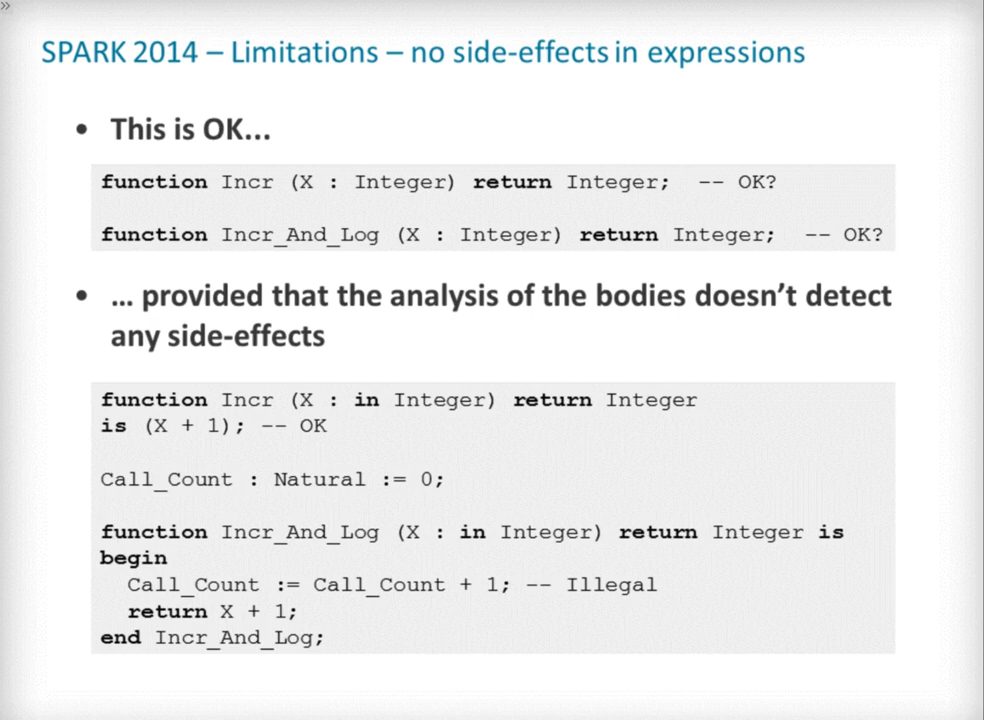 »
SPARK 2014 – Limitations – no side-effects in expressions
• This is OK...
function Incr (X : Integer) return Integer;  -- OK?
function Incr_And_Log (X : Integer) return Integer;  -- OK?
• ... provided that the analysis of the bodies doesn’t detect
any side-effects
function Incr (X : in Integer) return Integer
is (X + 1); -- OK
Call_Count : Natural := 0;
function Incr_And_Log (X : in Integer) return Integer is
begin
  Call_Count := Call_Count + 1; -- Illegal
  return X + 1;
end Incr_And_Log;